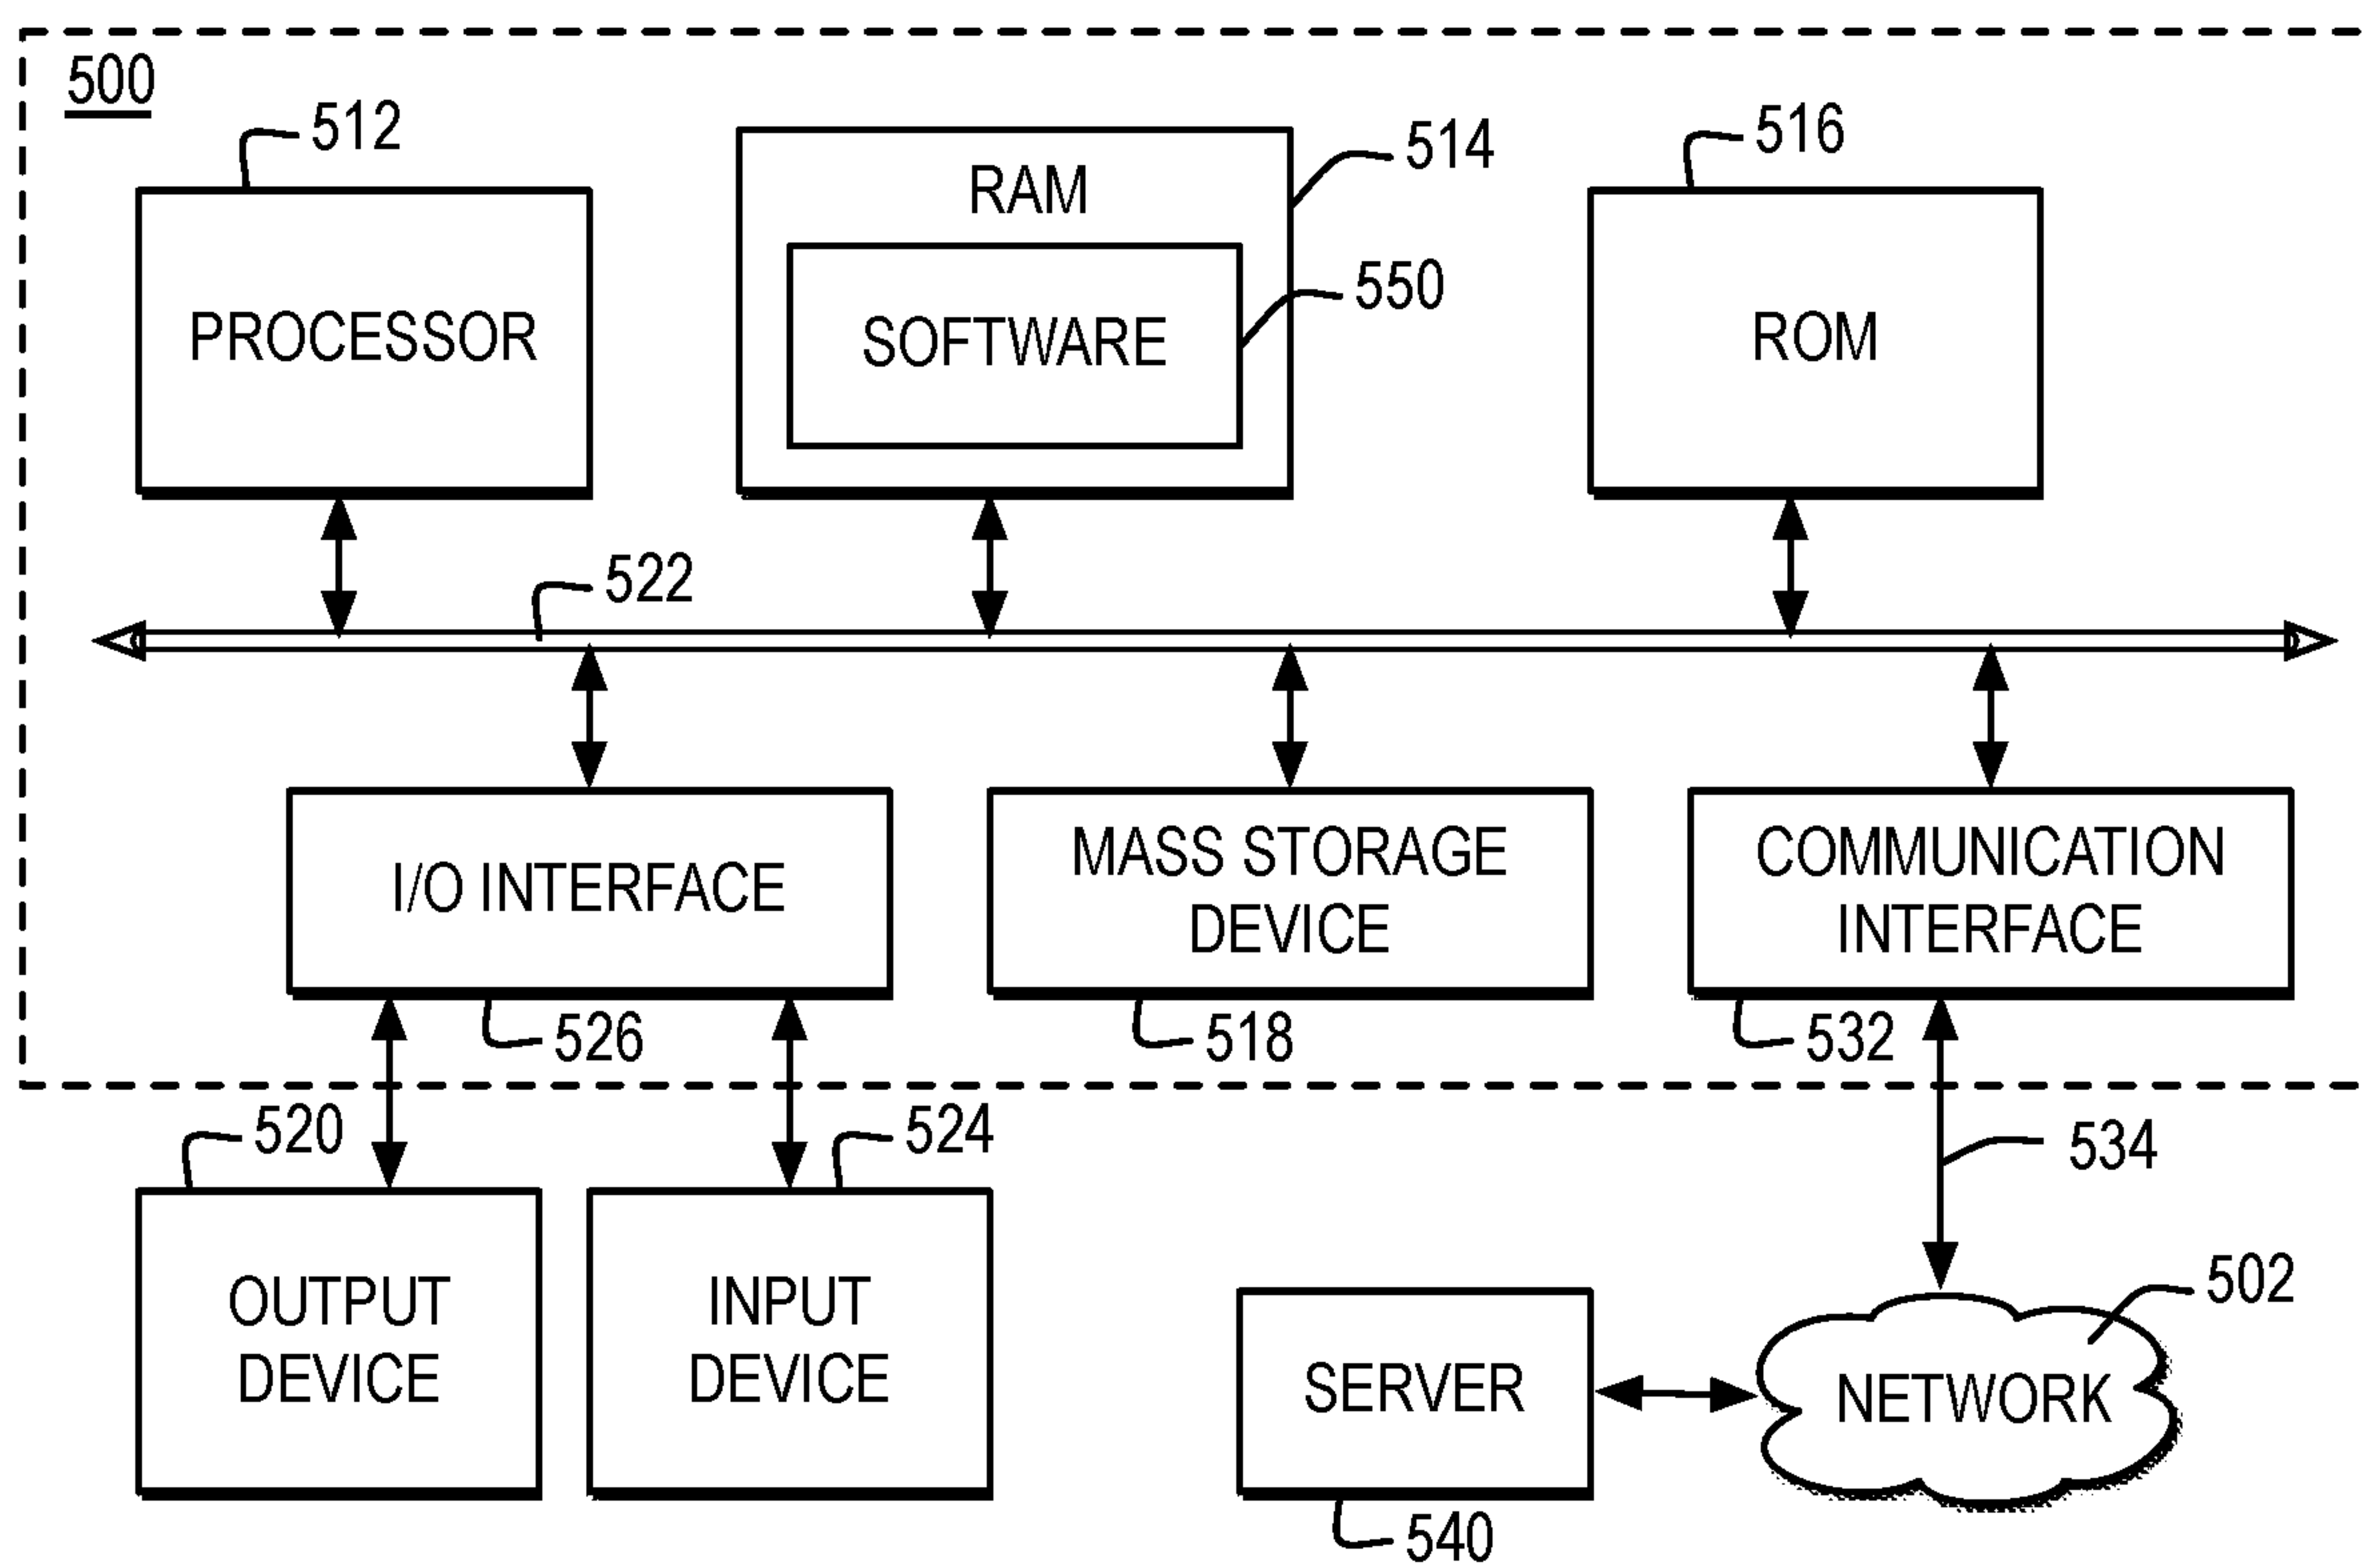 500
512
514
516
RAM
550
PROCESSOR
SOFTWARE
ROM
522
I/O INTERFACE
MASS STORAGE
DEVICE
COMMUNICATION
INTERFACE
526
518
532
520
524
534
OUTPUT
DEVICE
INPUT
DEVICE
502
SERVER
NETWORK
540